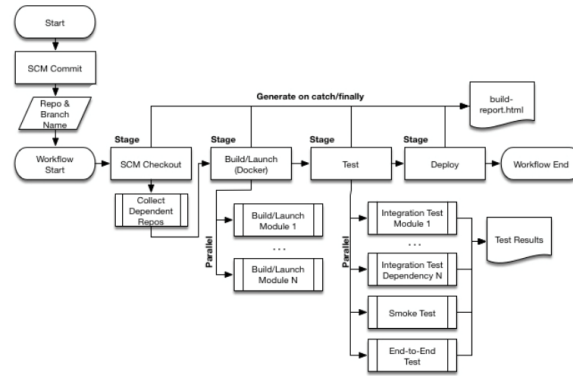 Start
SCM Commit
Repo &
Branch
Name
Workflow
Start
Generate on catch/finally
build-
report.html
Stage
SCM Checkout
Stage
Build/Launch
(Docker)
Stage
Test
Stage
Deploy
Workflow End
Collect
Dependent
Repos
Parallel
Build/Launch
Module 1
...
Build/Launch
Module N
Parallel
Integration Test
Module 1
...
Integration Test
Dependency N
Smoke Test
End-to-End
Test
Test Results